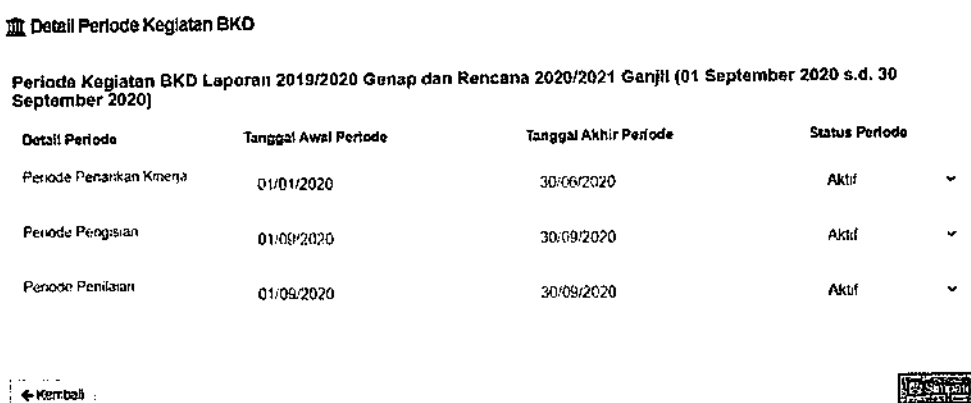 Detail Periode Kegiatan BKD
Periode Kegiatan BKD Laporan 2019/2020 Genap dan Rencana 2020/2021 Ganjil (01 September 2020 s.d. 30
September 2020)
Detail Periode Tanggal Awal Periode Tanggal Akhir Periode Status Periode
Periode Penarikan Kinerja 01/01/2020 30/06/2020 Aktif
Periode Pengisian 01/09/2020 30/09/2020 Aktif
Periode Penilaian 01/09/2020 30/09/2020 Aktif
Kembali Simpan